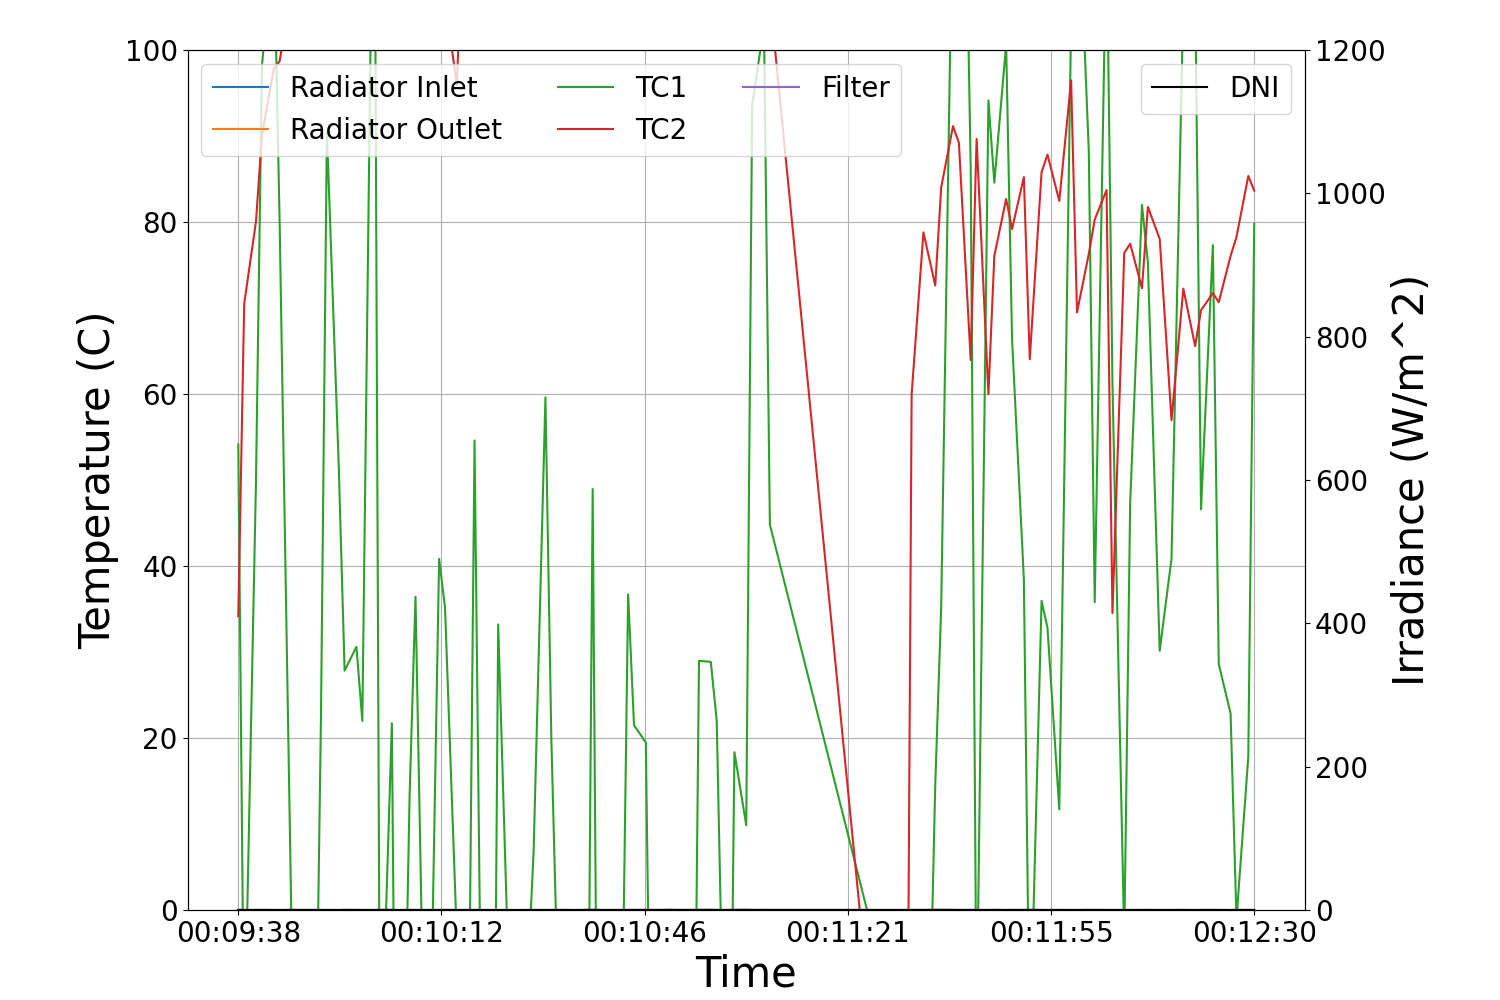 100
80
60
40
20
0
Temperature (C)
Radiator Inlet
Radiator Outlet
TC1
TC2
Filter
DNI
1200
1000
800
600
400
200
0
Irradiance (W/m^2)
00:09:38 00:10:12 00:10:46 00:11:21 00:11:55 00:12:30
Time